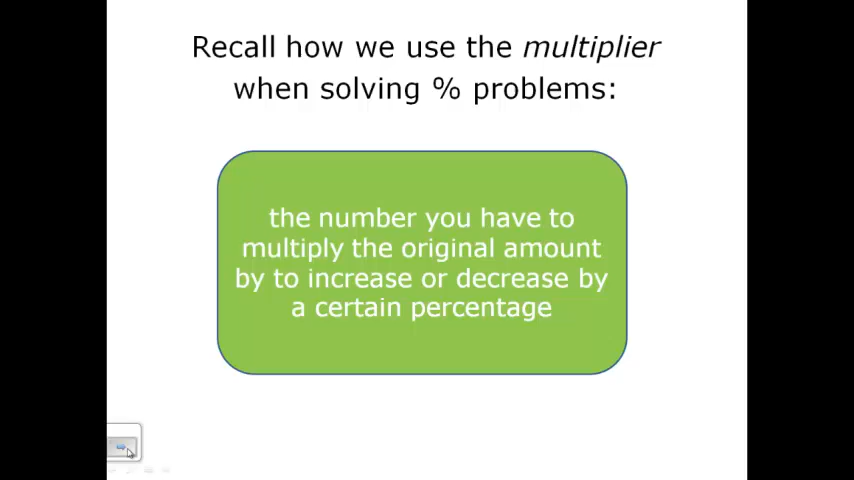 Recall how we use the multiplier
when solving % problems:
the number you have to
multiply the original amount
by to increase or decrease by
a certain percentage